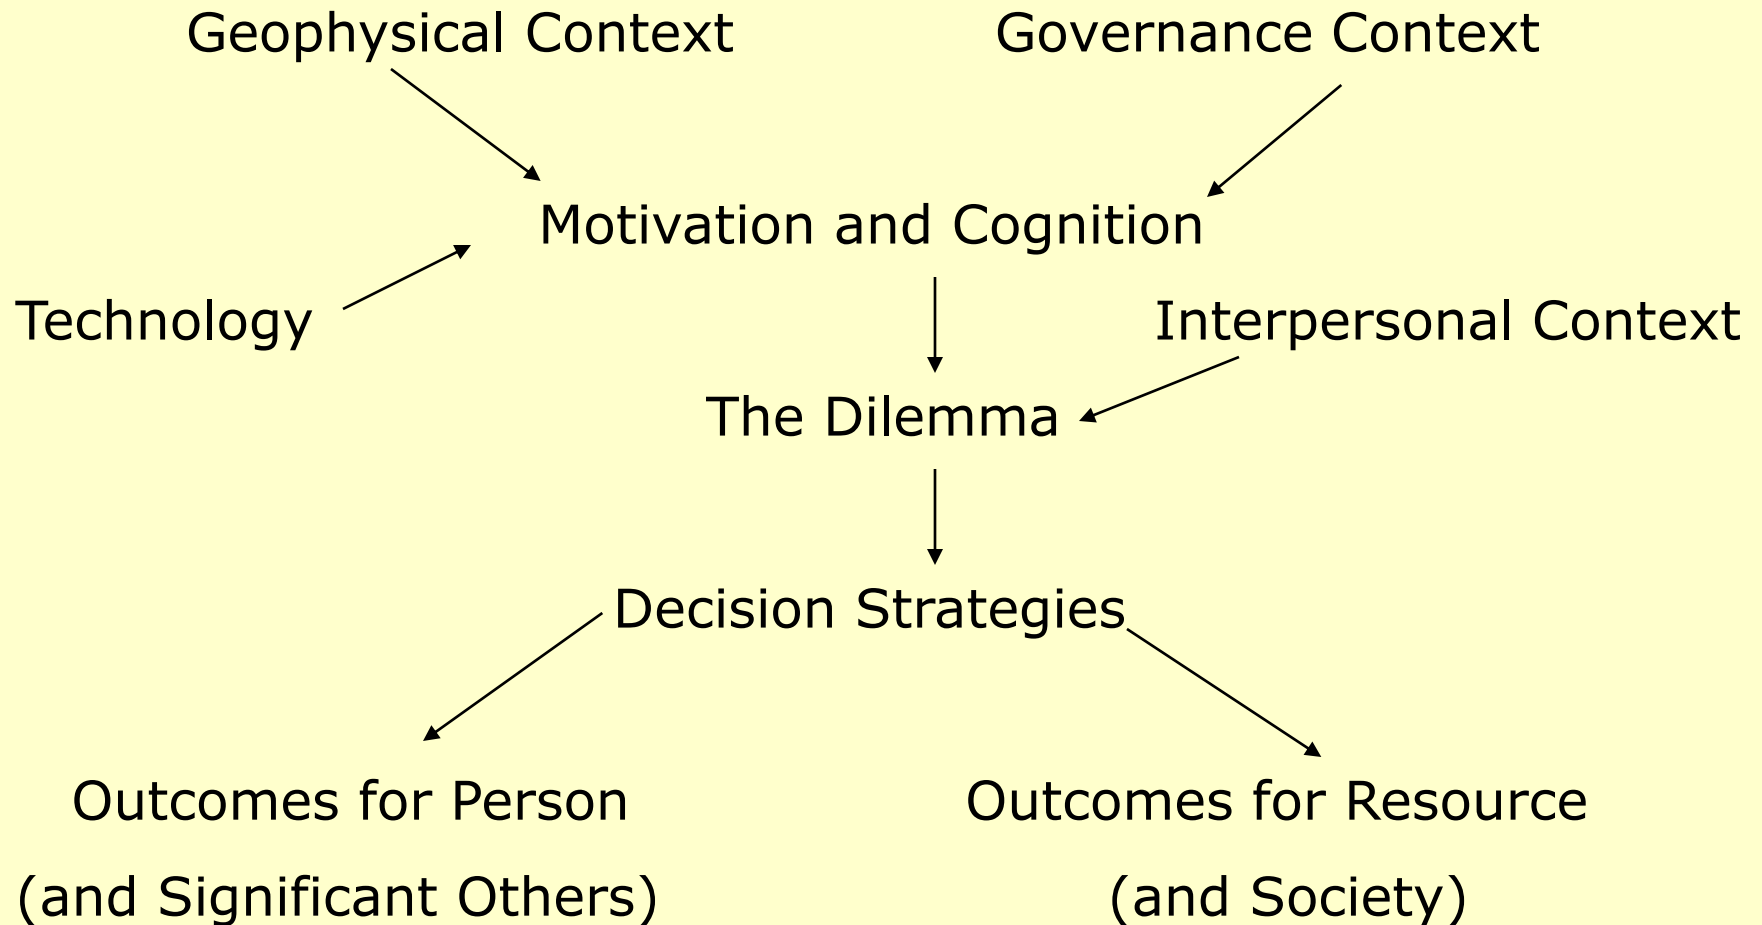 Geophysical Context
Governance Context
Motivation and Cognition
Technology
Interpersonal Context
The Dilemma
Decision Strategies
Outcomes for Person
(and Significant Others)
Outcomes for Resource
(and Society)